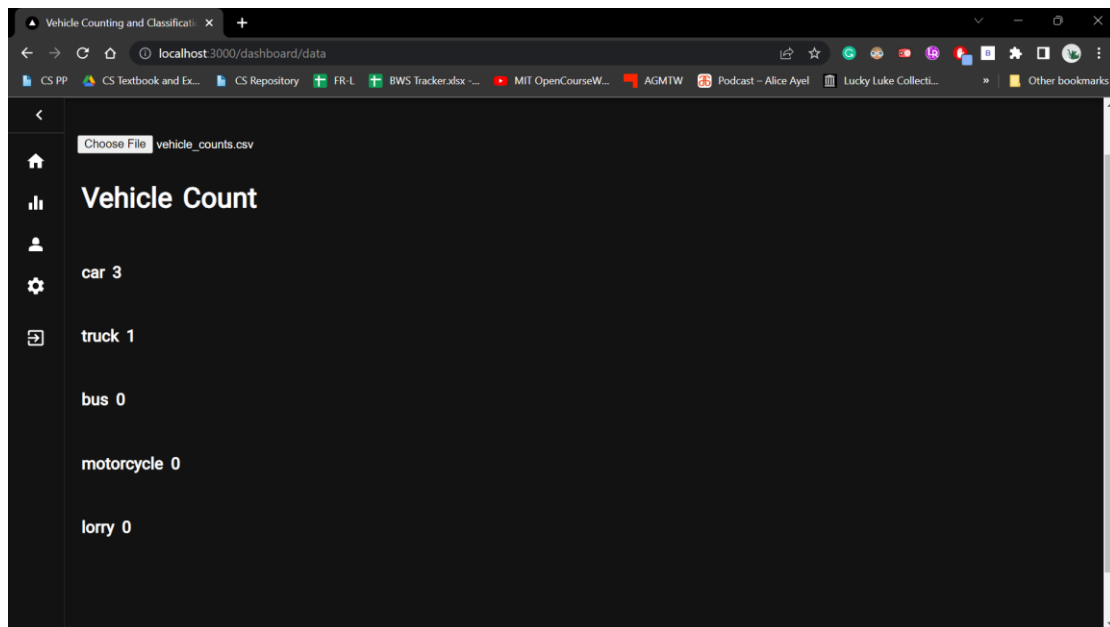 Vehicle Counting and Classificati
localhost:3000/dashboard/data
CS PP CS Textbook and Ex... CS Repository FR-L BWS Tracker.xlsx -... MIT OpenCourseW... AGMTW Podcast – Alice Ayel Lucky Luke Collecti... » Other bookmarks
Choose File vehicle_counts.csv
Vehicle Count
car 3
truck 1
bus 0
motorcycle 0
lorry 0